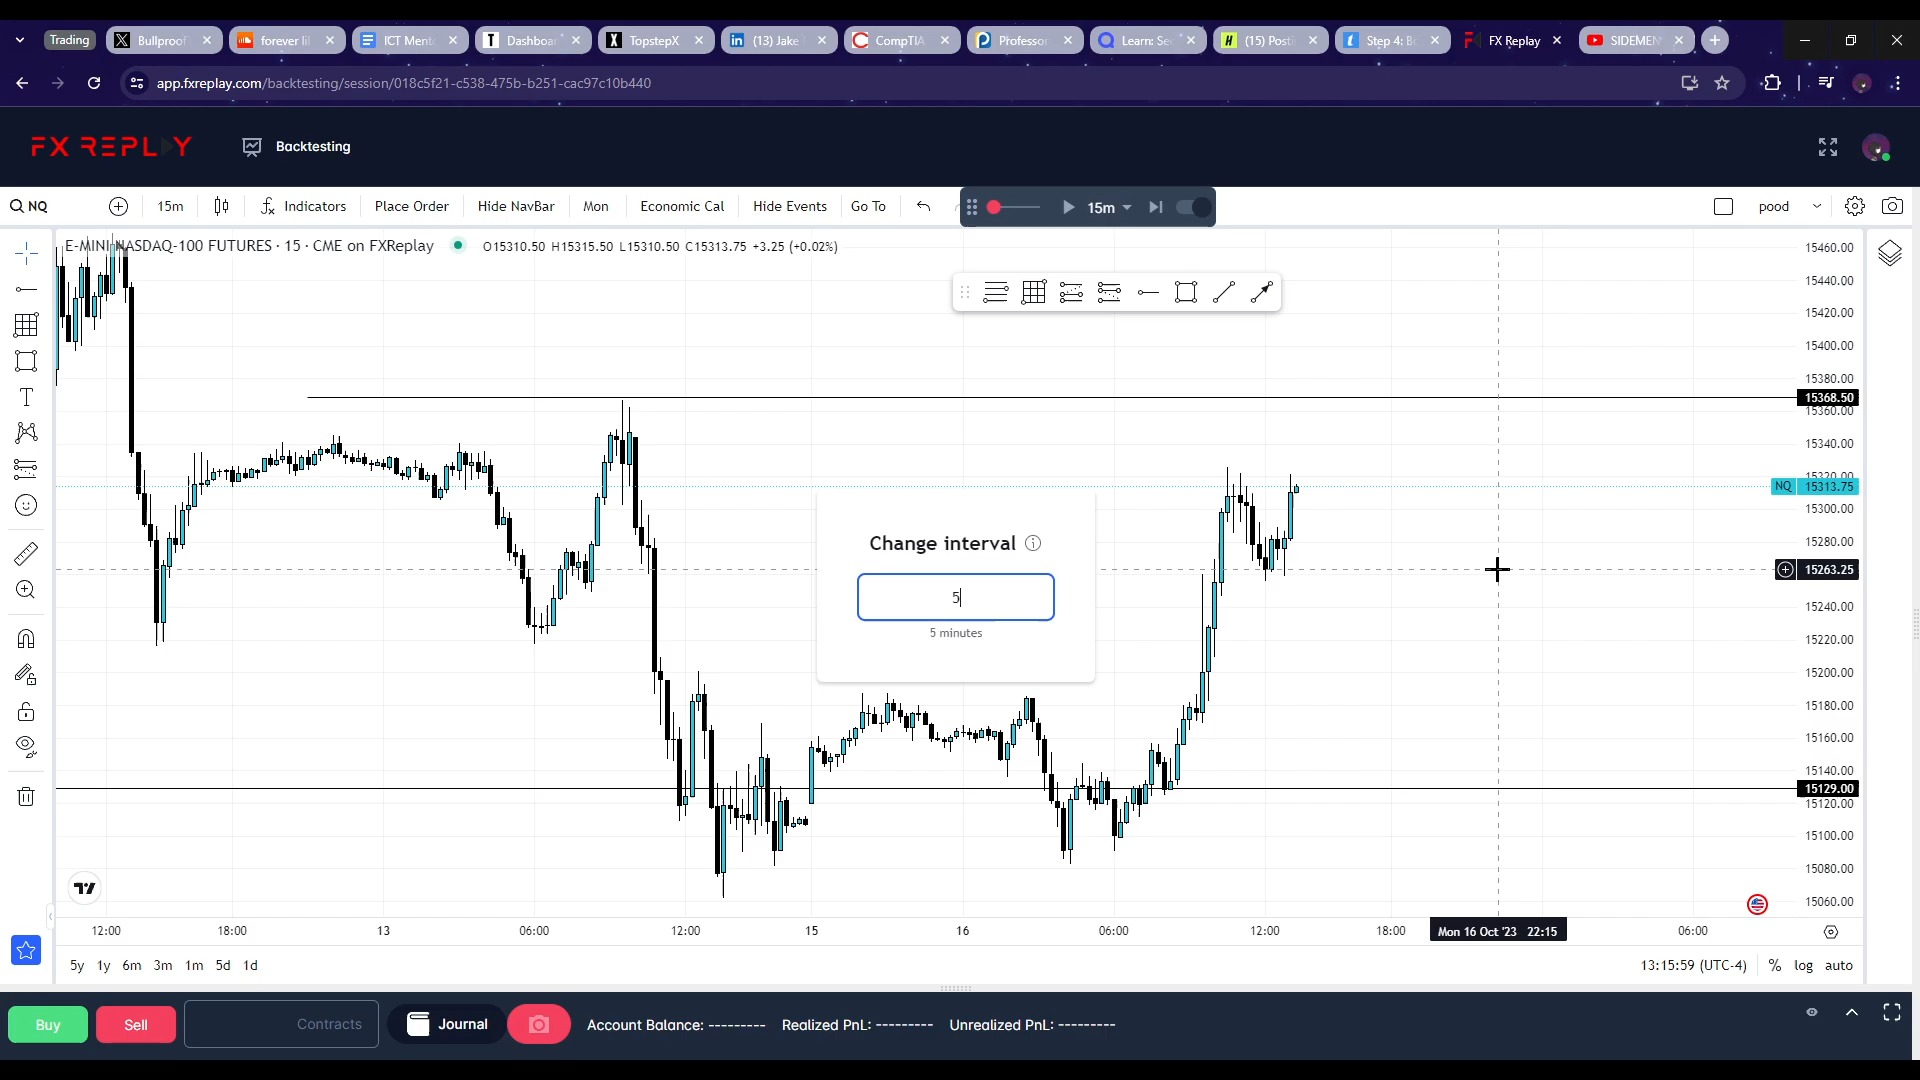 Trading
Bullproof
forever lil
ICT Ment
Dashboar
TopstepX
(13) Jake
CompTIA
Professor
Learn: Se
(15) Posti
Step 4: B
FX Replay
SIDEMEN
app.fxreplay.com/backtesting/session/018c5f21-c538-475b-b251-cac97c10b440
FX REPLAY
Backtesting
NQ
15m
Indicators
Place Order
Hide NavBar
Mon
Economic Cal
Hide Events
Go To
15m
pood
E-MINI NASDAQ-100 FUTURES · 15 · CME on FXReplay
O15310.50 H15315.50 L15310.50 C15313.75 +3.25 (+0.02%)
15460.00
15440.00
15420.00
15400.00
15380.00
15368.50
15360.00
15340.00
15320.00
NQ 15313.75
15300.00
15280.00
15263.25
15240.00
15220.00
15200.00
15180.00
15160.00
15140.00
15129.00
15120.00
15100.00
15080.00
15060.00
Change interval
5
5 minutes
12:00
18:00
13
06:00
12:00
15
16
06:00
12:00
18:00
Mon 16 Oct '23 22:15
06:00
5y
1y
6m
3m
1m
5d
1d
13:15:59 (UTC-4)
%
log
auto
Buy
Sell
Contracts
Journal
Account Balance: ---------
Realized PnL: ---------
Unrealized PnL: ---------